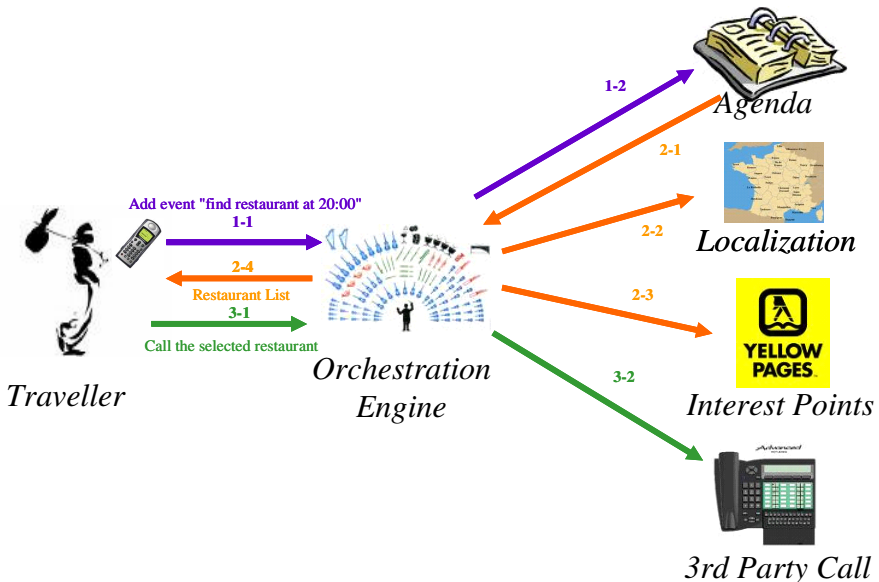 1-2
Agenda
2-1
Add event "find restaurant at 20:00"
1-1
2-2
Localization
2-4
Restaurant List
2-3
3-1
Call the selected restaurant
YELLOW
PAGES
Orchestration
Engine
3-2
Traveller
Interest Points
Advanced
3rd Party Call